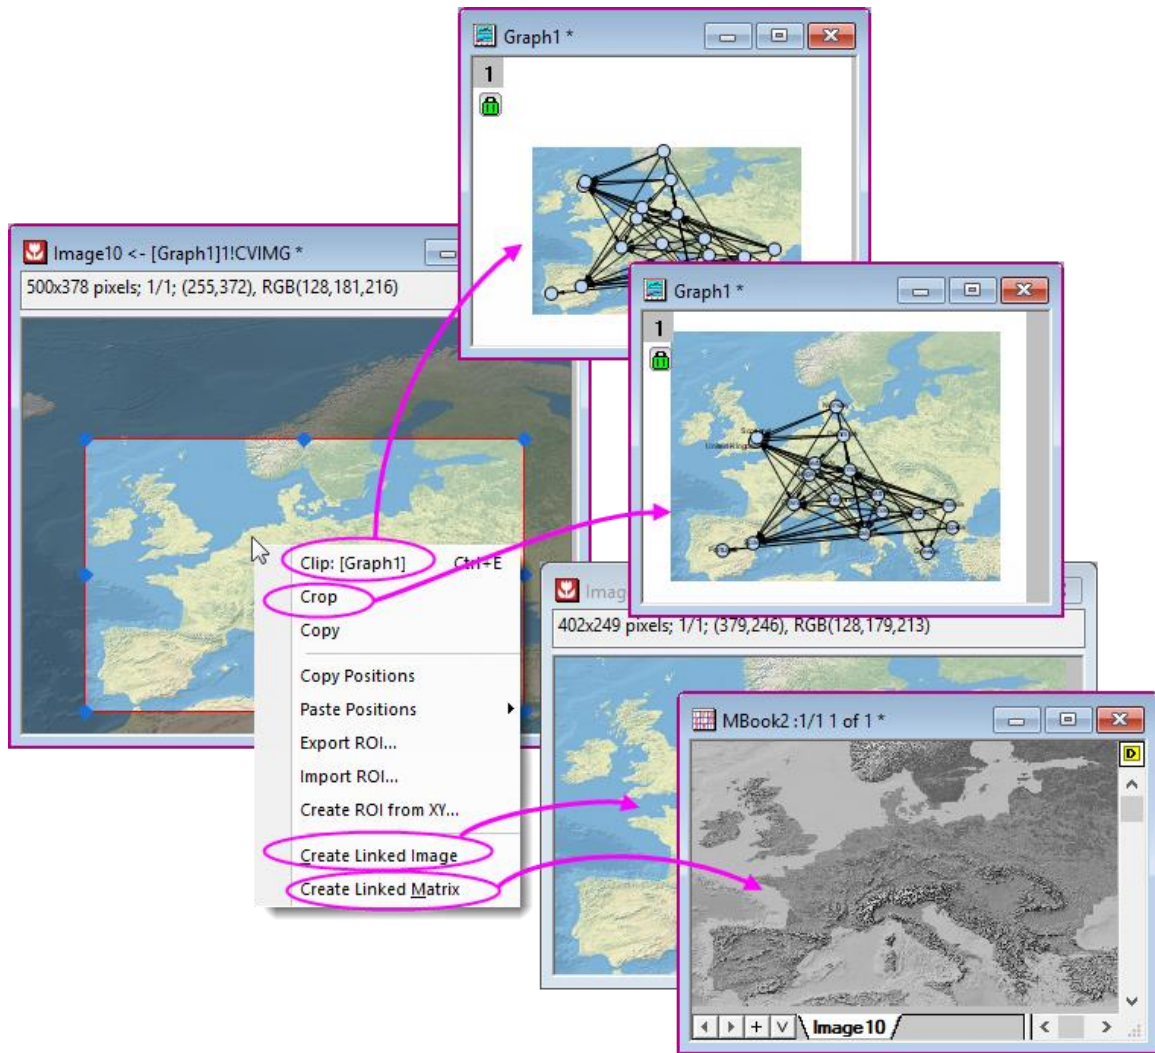 Graph1 *
1
Image10 <- [Graph1]1!CVIMG *
500x378 pixels; 1/1; (255,372), RGB(128,181,216)
Graph1 *
1
Clip: [Graph1] Ctrl+E
Crop
Copy
Copy Positions
Paste Positions
Export ROI...
Import ROI...
Create ROI from XY...
Create Linked Image
Create Linked Matrix
Imag
402x249 pixels; 1/1; (379,246), RGB(128,179,213)
MBook2 :1/1 1 of 1 *
D
Image10